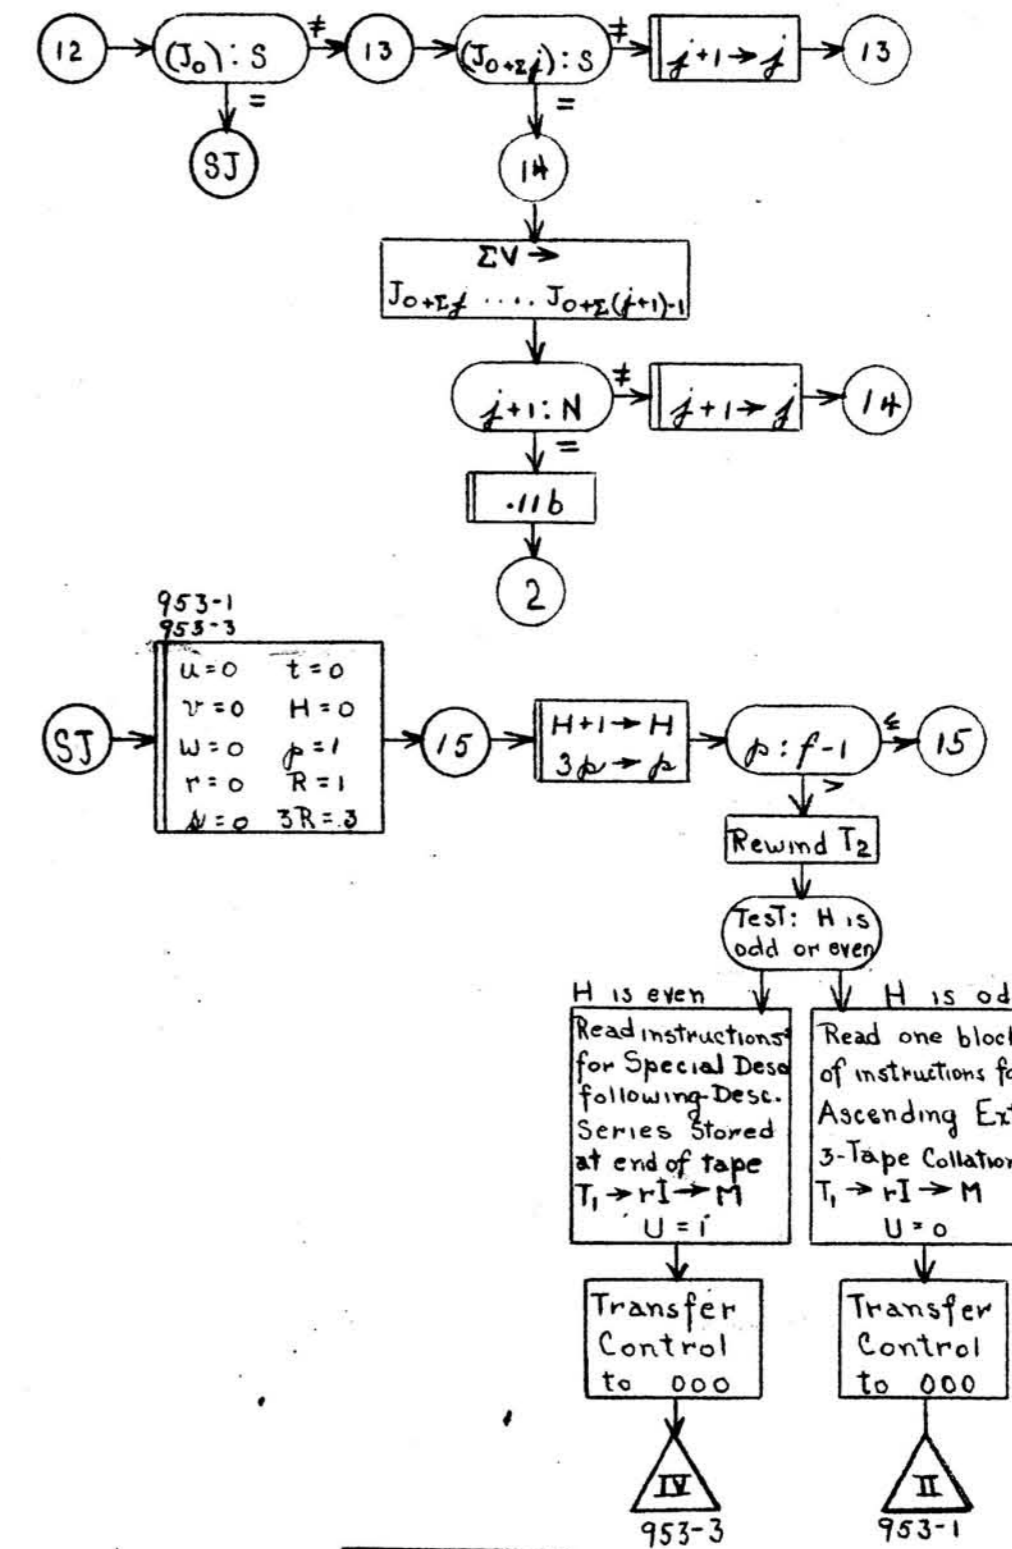 12 (J₀) : S ≠ 13 (J₀₊Σj) : S ≠ j+1→j 13
= =
SJ 14
ΣV →
J₀₊Σj .... J₀₊Σ(j+1)-1
j+1 : N ≠ j+1→j 14
=
.11b
2
953-1
953-3
u=0 t=0
v=0 H=0
w=0 p=1
r=0 R=1
s=0 3R=.3
SJ 15 H+1→H p : f-1 ≤ 15
3p→p
>
Rewind T₂
Test: H is
odd or even
H is even
Read instructions
for Special Desc
following Desc.
Series Stored
at end of tape
T₁→rI→M
U=1
Transfer
Control
to 000
IV
953-3
H is od
Read one block
of instructions fo
Ascending Ext
3-Tape Collation
T₁→rI→M
U=0
Transfer
Control
to 000
II
953-1